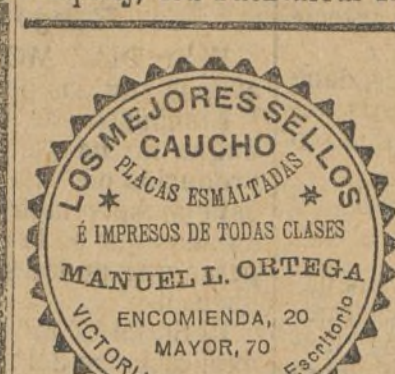 LOS MEJORES SELLOS
CAUCHO
PLACAS ESMALTADAS
É IMPRESOS DE TODAS CLASES
MANUEL L. ORTEGA
ENCOMIENDA, 20
MAYOR, 70
Escritorio